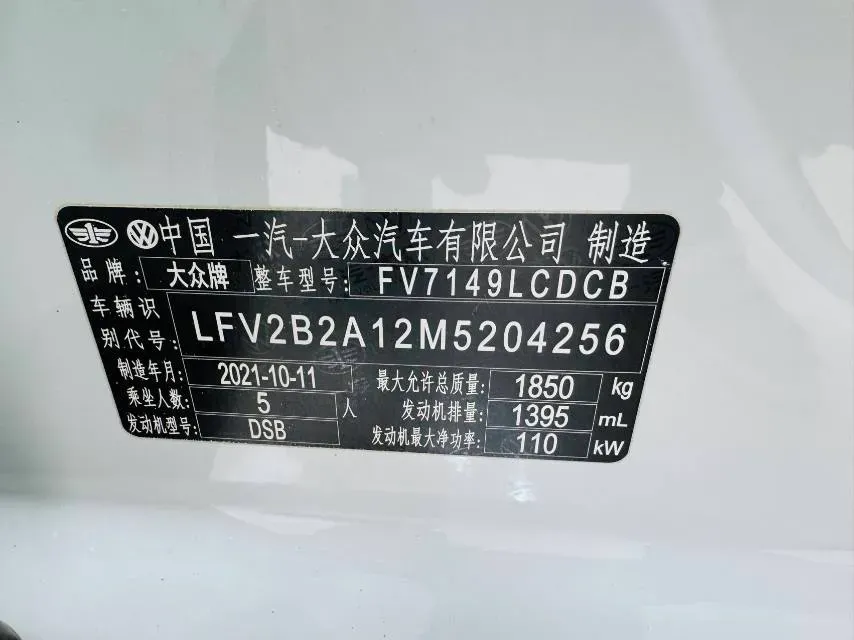 中国 一汽-大众汽车有限公司 制造
品牌: 大众牌 整车型号: FV7149LCDCB
车辆识别代号: LFV2B2A12M5204256
制造年月: 2021-10-11 最大允许总质量: 1850 kg
乘坐人数: 5 人 发动机排量: 1395 mL
发动机型号: DSB 发动机最大净功率: 110 kW